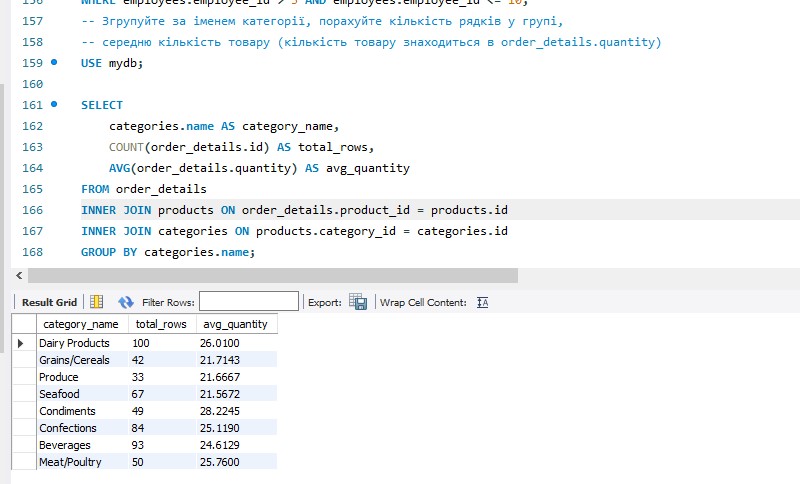 WHERE employees.employee_id > 3 AND employees.employee_id <= 10;
157 -- Згрупуйте за іменем категорії, порахуйте кількість рядків у групі,
158 -- середню кількість товару (кількість товару знаходиться в order_details.quantity)
159 USE mydb;
160
161 SELECT
162 categories.name AS category_name,
163 COUNT(order_details.id) AS total_rows,
164 AVG(order_details.quantity) AS avg_quantity
165 FROM order_details
166 INNER JOIN products ON order_details.product_id = products.id
167 INNER JOIN categories ON products.category_id = categories.id
168 GROUP BY categories.name;
Result Grid Filter Rows: Export: Wrap Cell Content: IA
category_name total_rows avg_quantity
Dairy Products 100 26.0100
Grains/Cereals 42 21.7143
Produce 33 21.6667
Seafood 67 21.5672
Condiments 49 28.2245
Confections 84 25.1190
Beverages 93 24.6129
Meat/Poultry 50 25.7600